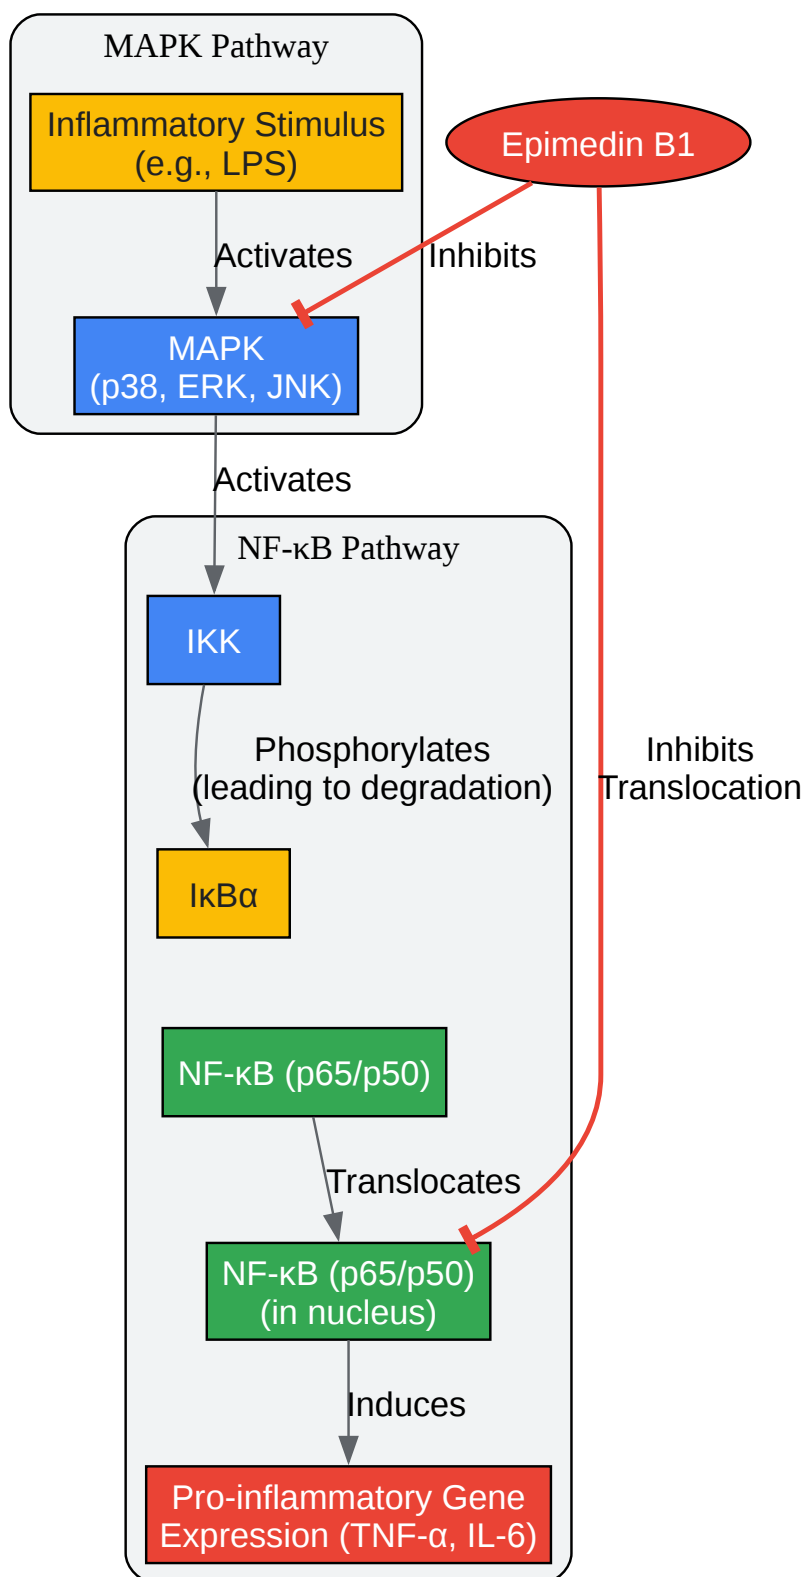 MAPK Pathway
Inflammatory Stimulus
(e.g., LPS)
Epimedin B1
Activates
Inhibits
MAPK
(p38, ERK, JNK)
Activates
NF-κB Pathway
IKK
Phosphorylates
(leading to degradation)
Inhibits
Translocation
IκBα
NF-κB (p65/p50)
Translocates
NF-κB (p65/p50)
(in nucleus)
Induces
Pro-inflammatory Gene
Expression (TNF-α, IL-6)